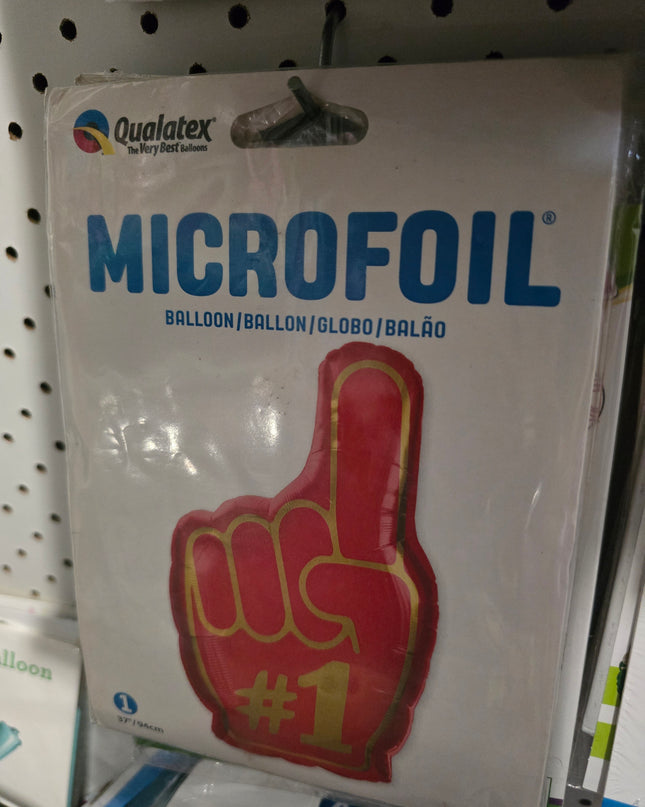 Qualatex®
The Very Best Balloons
MICROFOIL®
BALLOON/BALLON/GLOBO/BALÃO
#1
1
37"/94cm
lloon